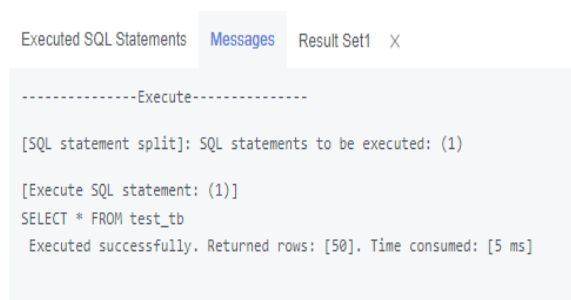 Executed SQL Statements Messages Result Set1 X
---------------Execute---------------
[SQL statement split]: SQL statements to be executed: (1)
[Execute SQL statement: (1)]
SELECT * FROM test_tb
Executed successfully. Returned rows: [50]. Time consumed: [5 ms]